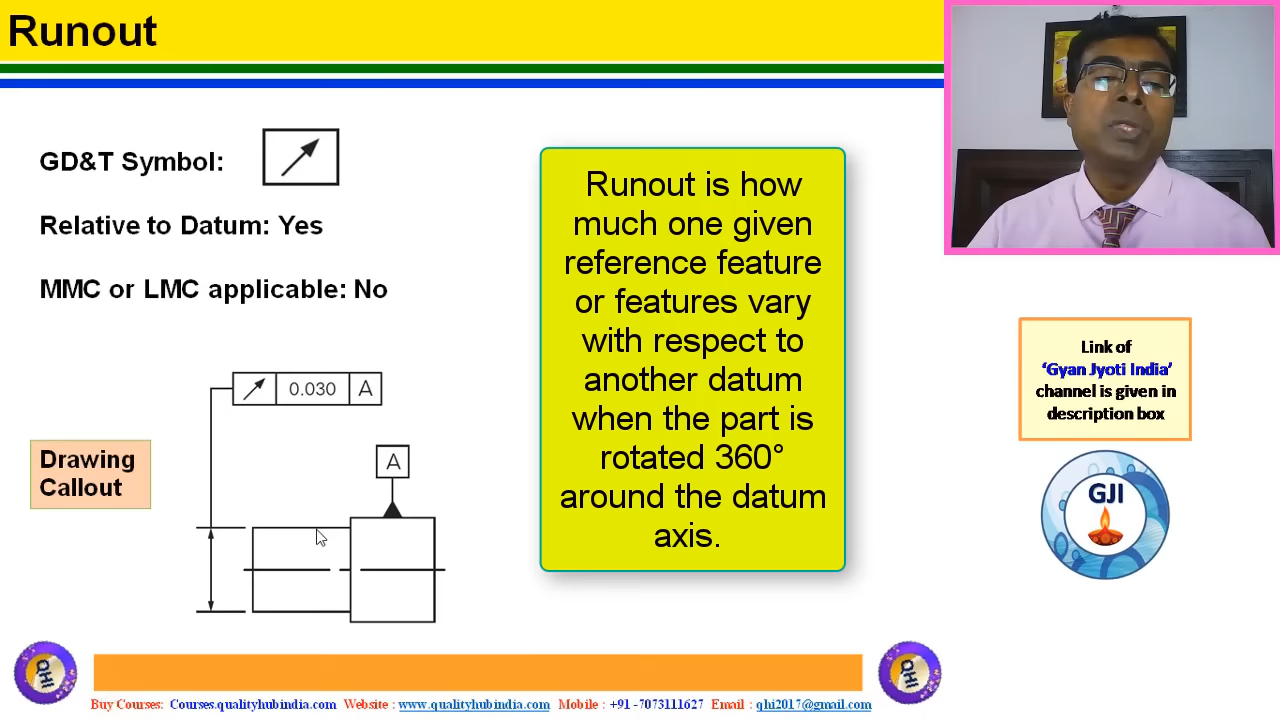 Runout
GD&T Symbol:
Relative to Datum: Yes
MMC or LMC applicable: No
0.030 A
A
Drawing
Callout
Runout is how
much one given
reference feature
or features vary
with respect to
another datum
when the part is
rotated 360°
around the datum
axis.
Link of
‘Gyan Jyoti India’
channel is given in
description box
GJI
QHI
QHI
Buy Courses: Courses.qualityhubindia.com Website : www.qualityhubindia.com Mobile : +91 -7073111627 Email : qhi2017@gmail.com